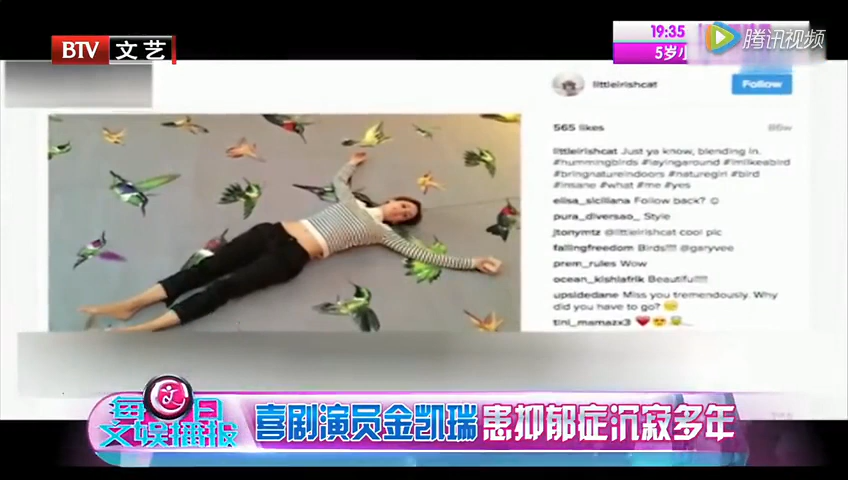 BTV 文艺
19:35
5岁小
腾讯视频
littleirishcat
Follow
565 likes
86w
littleirishcat Just ya know, blending in.
#hummingbirds #layingaround #imlikeabird
#bringnatureindoors #naturegirl #bird
#insane #what #me #yes
elisa_siciliana Follow back? ☺
pura_diversao_ Style
jtonymtz @littleirishcat cool pic
fallingfreedom Birds!!!! @garyvee
prem_rules Wow
ocean_kishlafrik Beautiful!!!!
upsidedane Miss you tremendously. Why
did you have to go?
tini_mamazx3
每日
文娱播报
喜剧演员金凯瑞患抑郁症沉寂多年